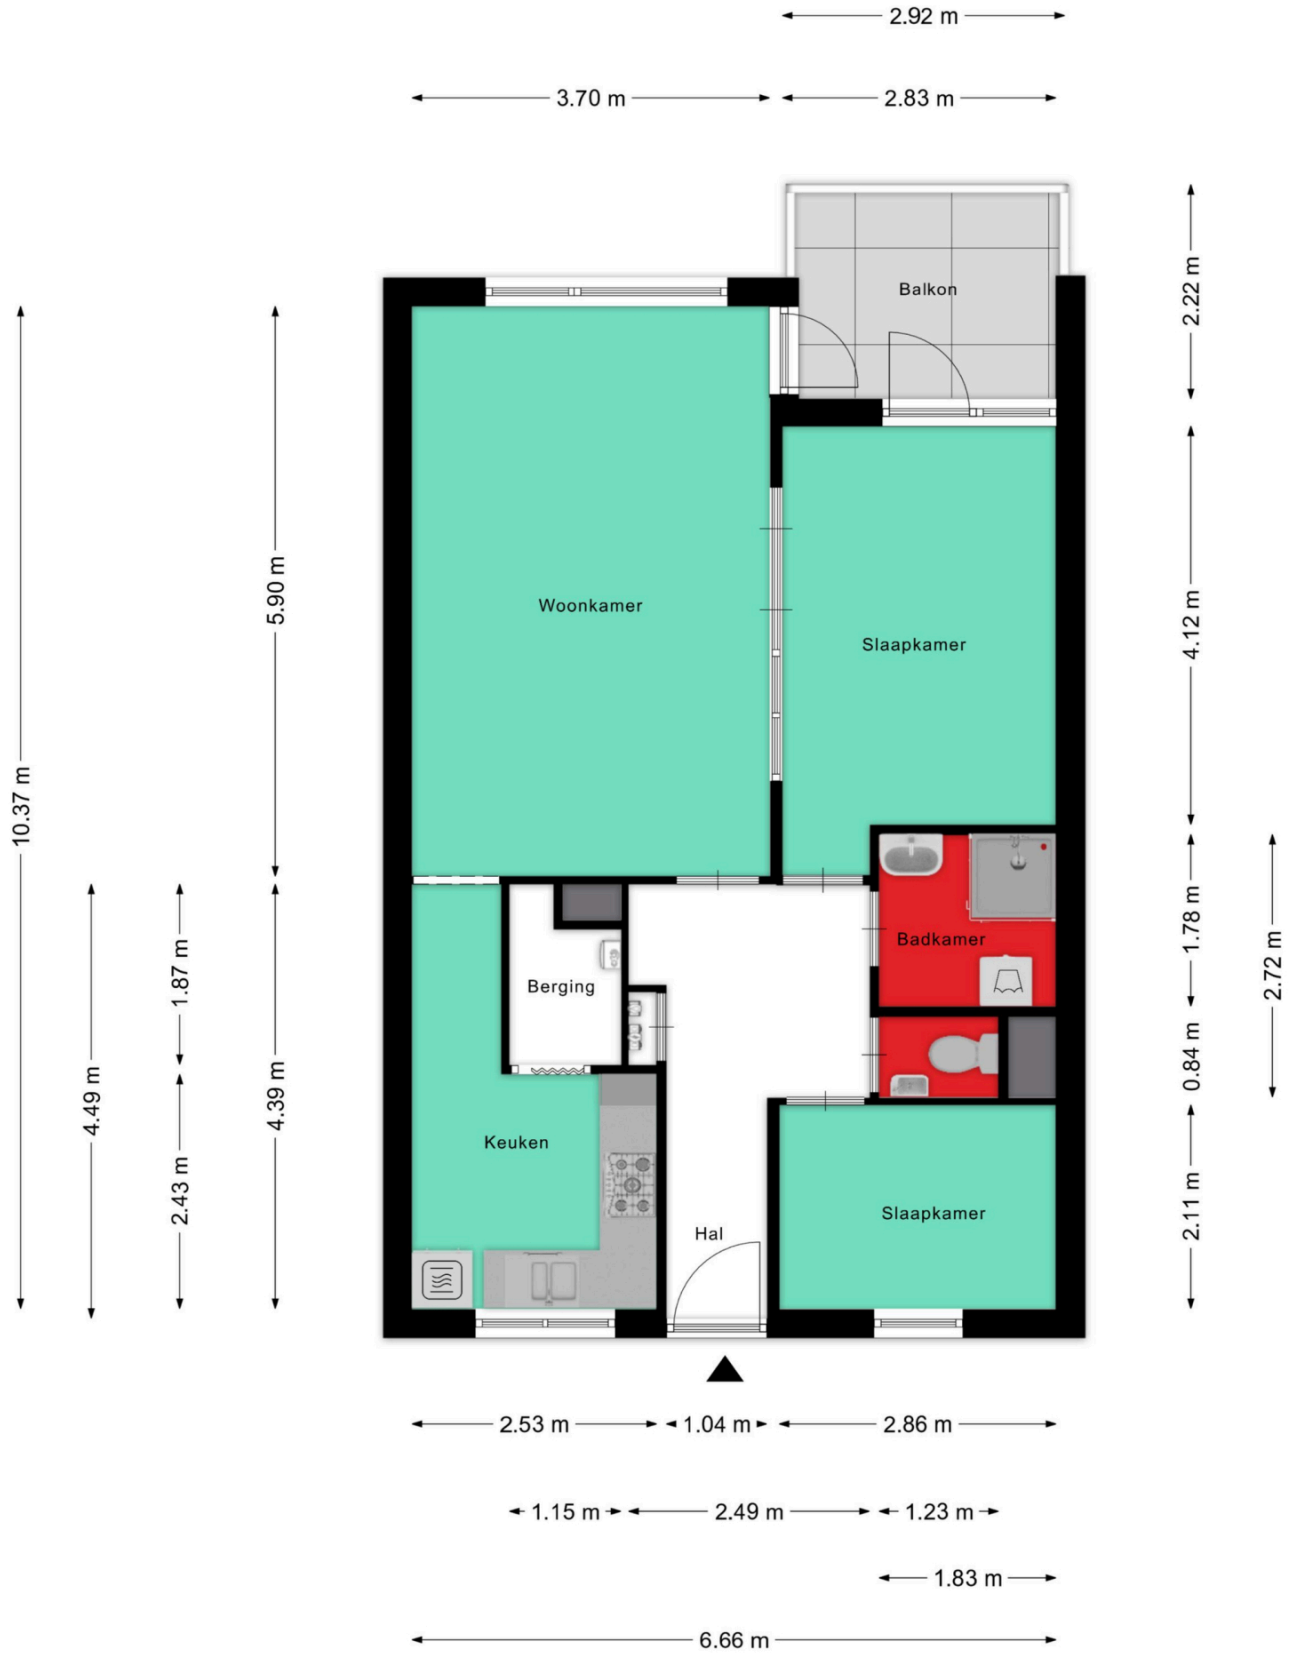 2.92 m
3.70 m
2.83 m
Balkon
2.22 m
5.90 m
Woonkamer
4.12 m
Slaapkamer
10.37 m
Badkamer
1.78 m
2.72 m
1.87 m
Berging
0.84 m
4.49 m
4.39 m
Keuken
2.43 m
Slaapkamer
2.11 m
Hal
2.53 m
1.04 m
2.86 m
1.15 m
2.49 m
1.23 m
1.83 m
6.66 m